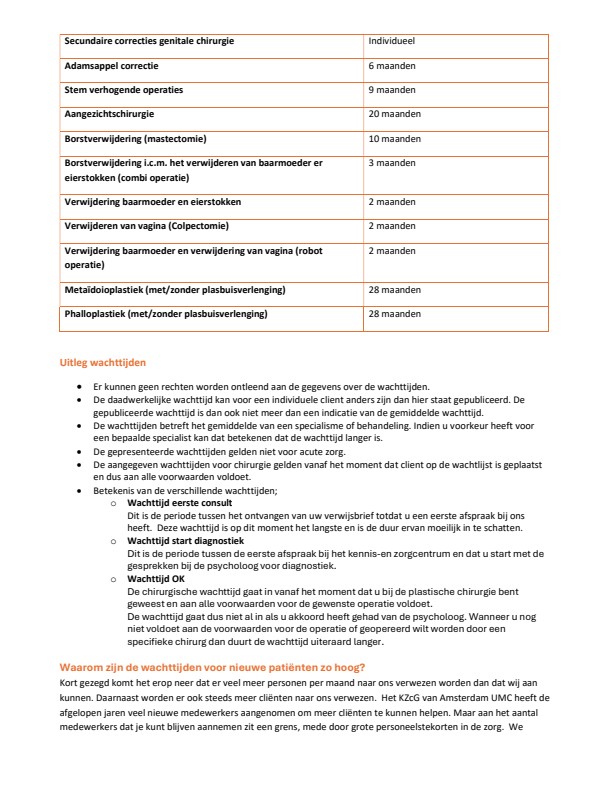 Secundaire correcties genitale chirurgie Individueel
Adamsappel correctie 6 maanden
Stem verhogende operaties 9 maanden
Aangezichtschirurgie 20 maanden
Borstverwijdering (mastectomie) 10 maanden
Borstverwijdering i.c.m. het verwijderen van baarmoeder er 3 maanden
eierstokken (combi operatie)
Verwijdering baarmoeder en eierstokken 2 maanden
Verwijderen van vagina (Colpectomie) 2 maanden
Verwijdering baarmoeder en verwijdering van vagina (robot 2 maanden
operatie)
Metaïdoioplastiek (met/zonder plasbuisverlenging) 28 maanden
Phalloplastiek (met/zonder plasbuisverlenging) 28 maanden
Uitleg wachttijden
• Er kunnen geen rechten worden ontleend aan de gegevens over de wachttijden.
• De daadwerkelijke wachttijd kan voor een individuele client anders zijn dan hier staat gepubliceerd. De
gepubliceerde wachttijd is dan ook niet meer dan een indicatie van de gemiddelde wachttijd.
• De wachttijden betreft het gemiddelde van een specialisme of behandeling. Indien u voorkeur heeft voor
een bepaalde specialist kan dat betekenen dat de wachttijd langer is.
• De gepresenteerde wachttijden gelden niet voor acute zorg.
• De aangegeven wachttijden voor chirurgie gelden vanaf het moment dat client op de wachtlijst is geplaatst
en dus aan alle voorwaarden voldoet.
• Betekenis van de verschillende wachttijden;
o Wachttijd eerste consult
Dit is de periode tussen het ontvangen van uw verwijsbrief totdat u een eerste afspraak bij ons
heeft. Deze wachttijd is op dit moment het langste en is de duur ervan moeilijk in te schatten.
o Wachttijd start diagnostiek
Dit is de periode tussen de eerste afspraak bij het kennis-en zorgcentrum en dat u start met de
gesprekken bij de psycholoog voor diagnostiek.
o Wachttijd OK
De chirurgische wachttijd gaat in vanaf het moment dat u bij de plastische chirurgie bent
geweest en aan alle voorwaarden voor de gewenste operatie voldoet.
De wachttijd gaat dus niet al in als u akkoord heeft gehad van de psycholoog. Wanneer u nog
niet voldoet aan de voorwaarden voor de operatie of geopereerd wilt worden door een
specifieke chirurg dan duurt de wachttijd uiteraard langer.
Waarom zijn de wachttijden voor nieuwe patiënten zo hoog?
Kort gezegd komt het erop neer dat er veel meer personen per maand naar ons verwezen worden dan dat wij aan
kunnen. Daarnaast worden er ook steeds meer cliënten naar ons verwezen. Het KZcG van Amsterdam UMC heeft de
afgelopen jaren veel nieuwe medewerkers aangenomen om meer cliënten te kunnen helpen. Maar aan het aantal
medewerkers dat je kunt blijven aannemen zit een grens, mede door grote personeelstekorten in de zorg. We